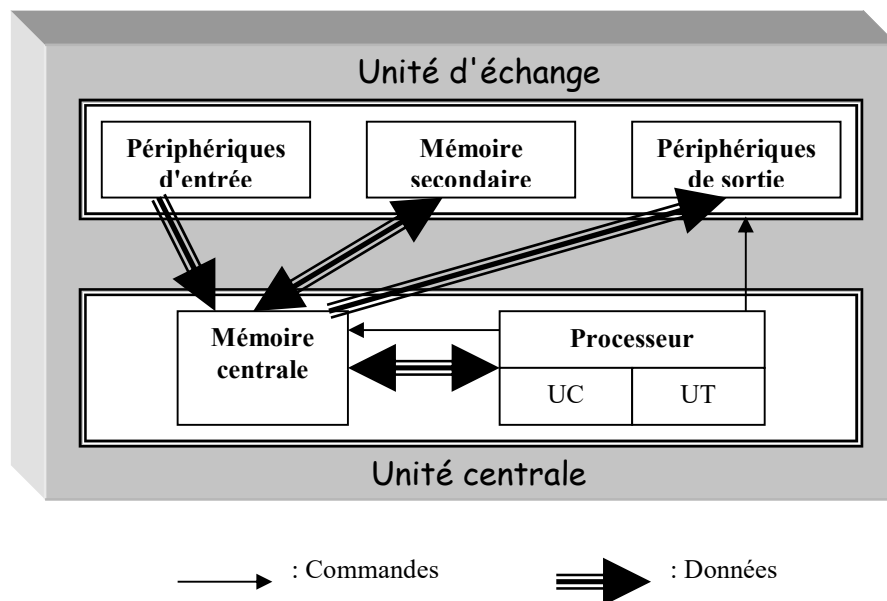 Unité d'échange
Périphériques
d'entrée
Mémoire
secondaire
Périphériques
de sortie
Mémoire
centrale
Processeur
UC
UT
Unité centrale
: Commandes
: Données